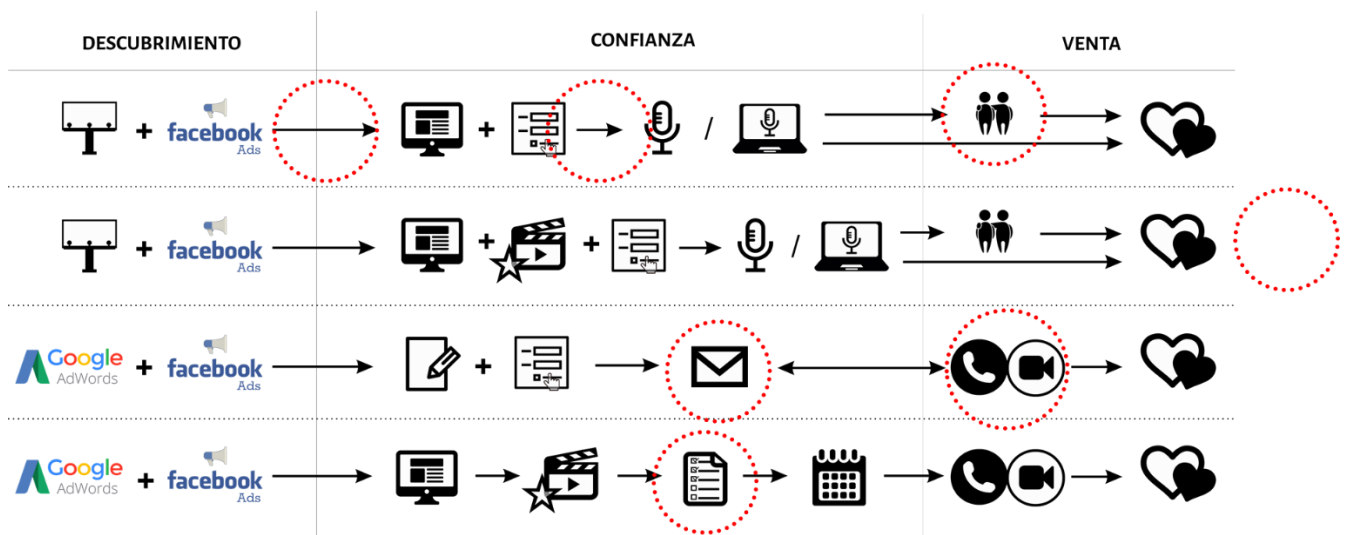 DESCUBRIMIENTO
CONFIANZA
VENTA
+ facebook Ads + /
+ facebook Ads + + /
Google AdWords + facebook Ads +
Google AdWords + facebook Ads